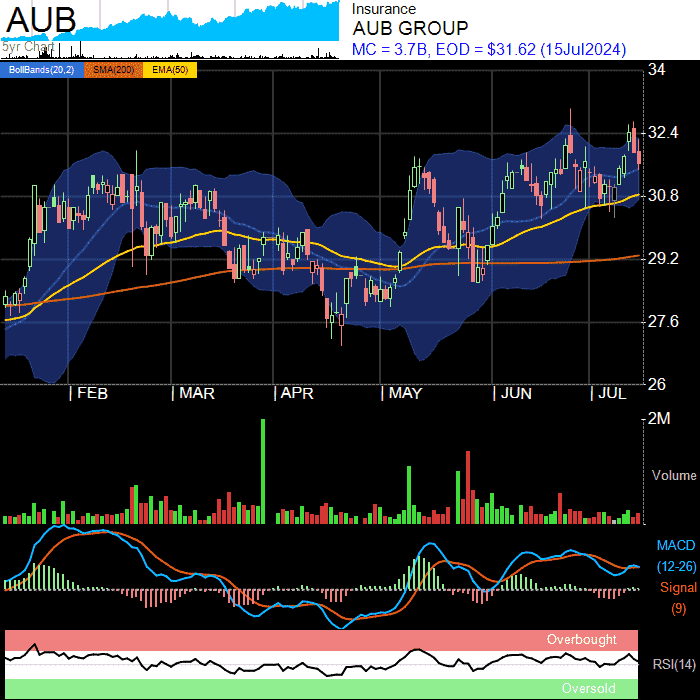 AUB
5yr Chart
Insurance
AUB GROUP
MC = 3.7B, EOD = $31.62 (15Jul2024)
BollBands(20,2) SMA(200) EMA(50)
34
32.4
30.8
29.2
27.6
26
| FEB | MAR | APR | MAY | JUN | JUL
2M
Volume
MACD
(12-26)
Signal
(9)
Overbought
RSI(14)
Oversold